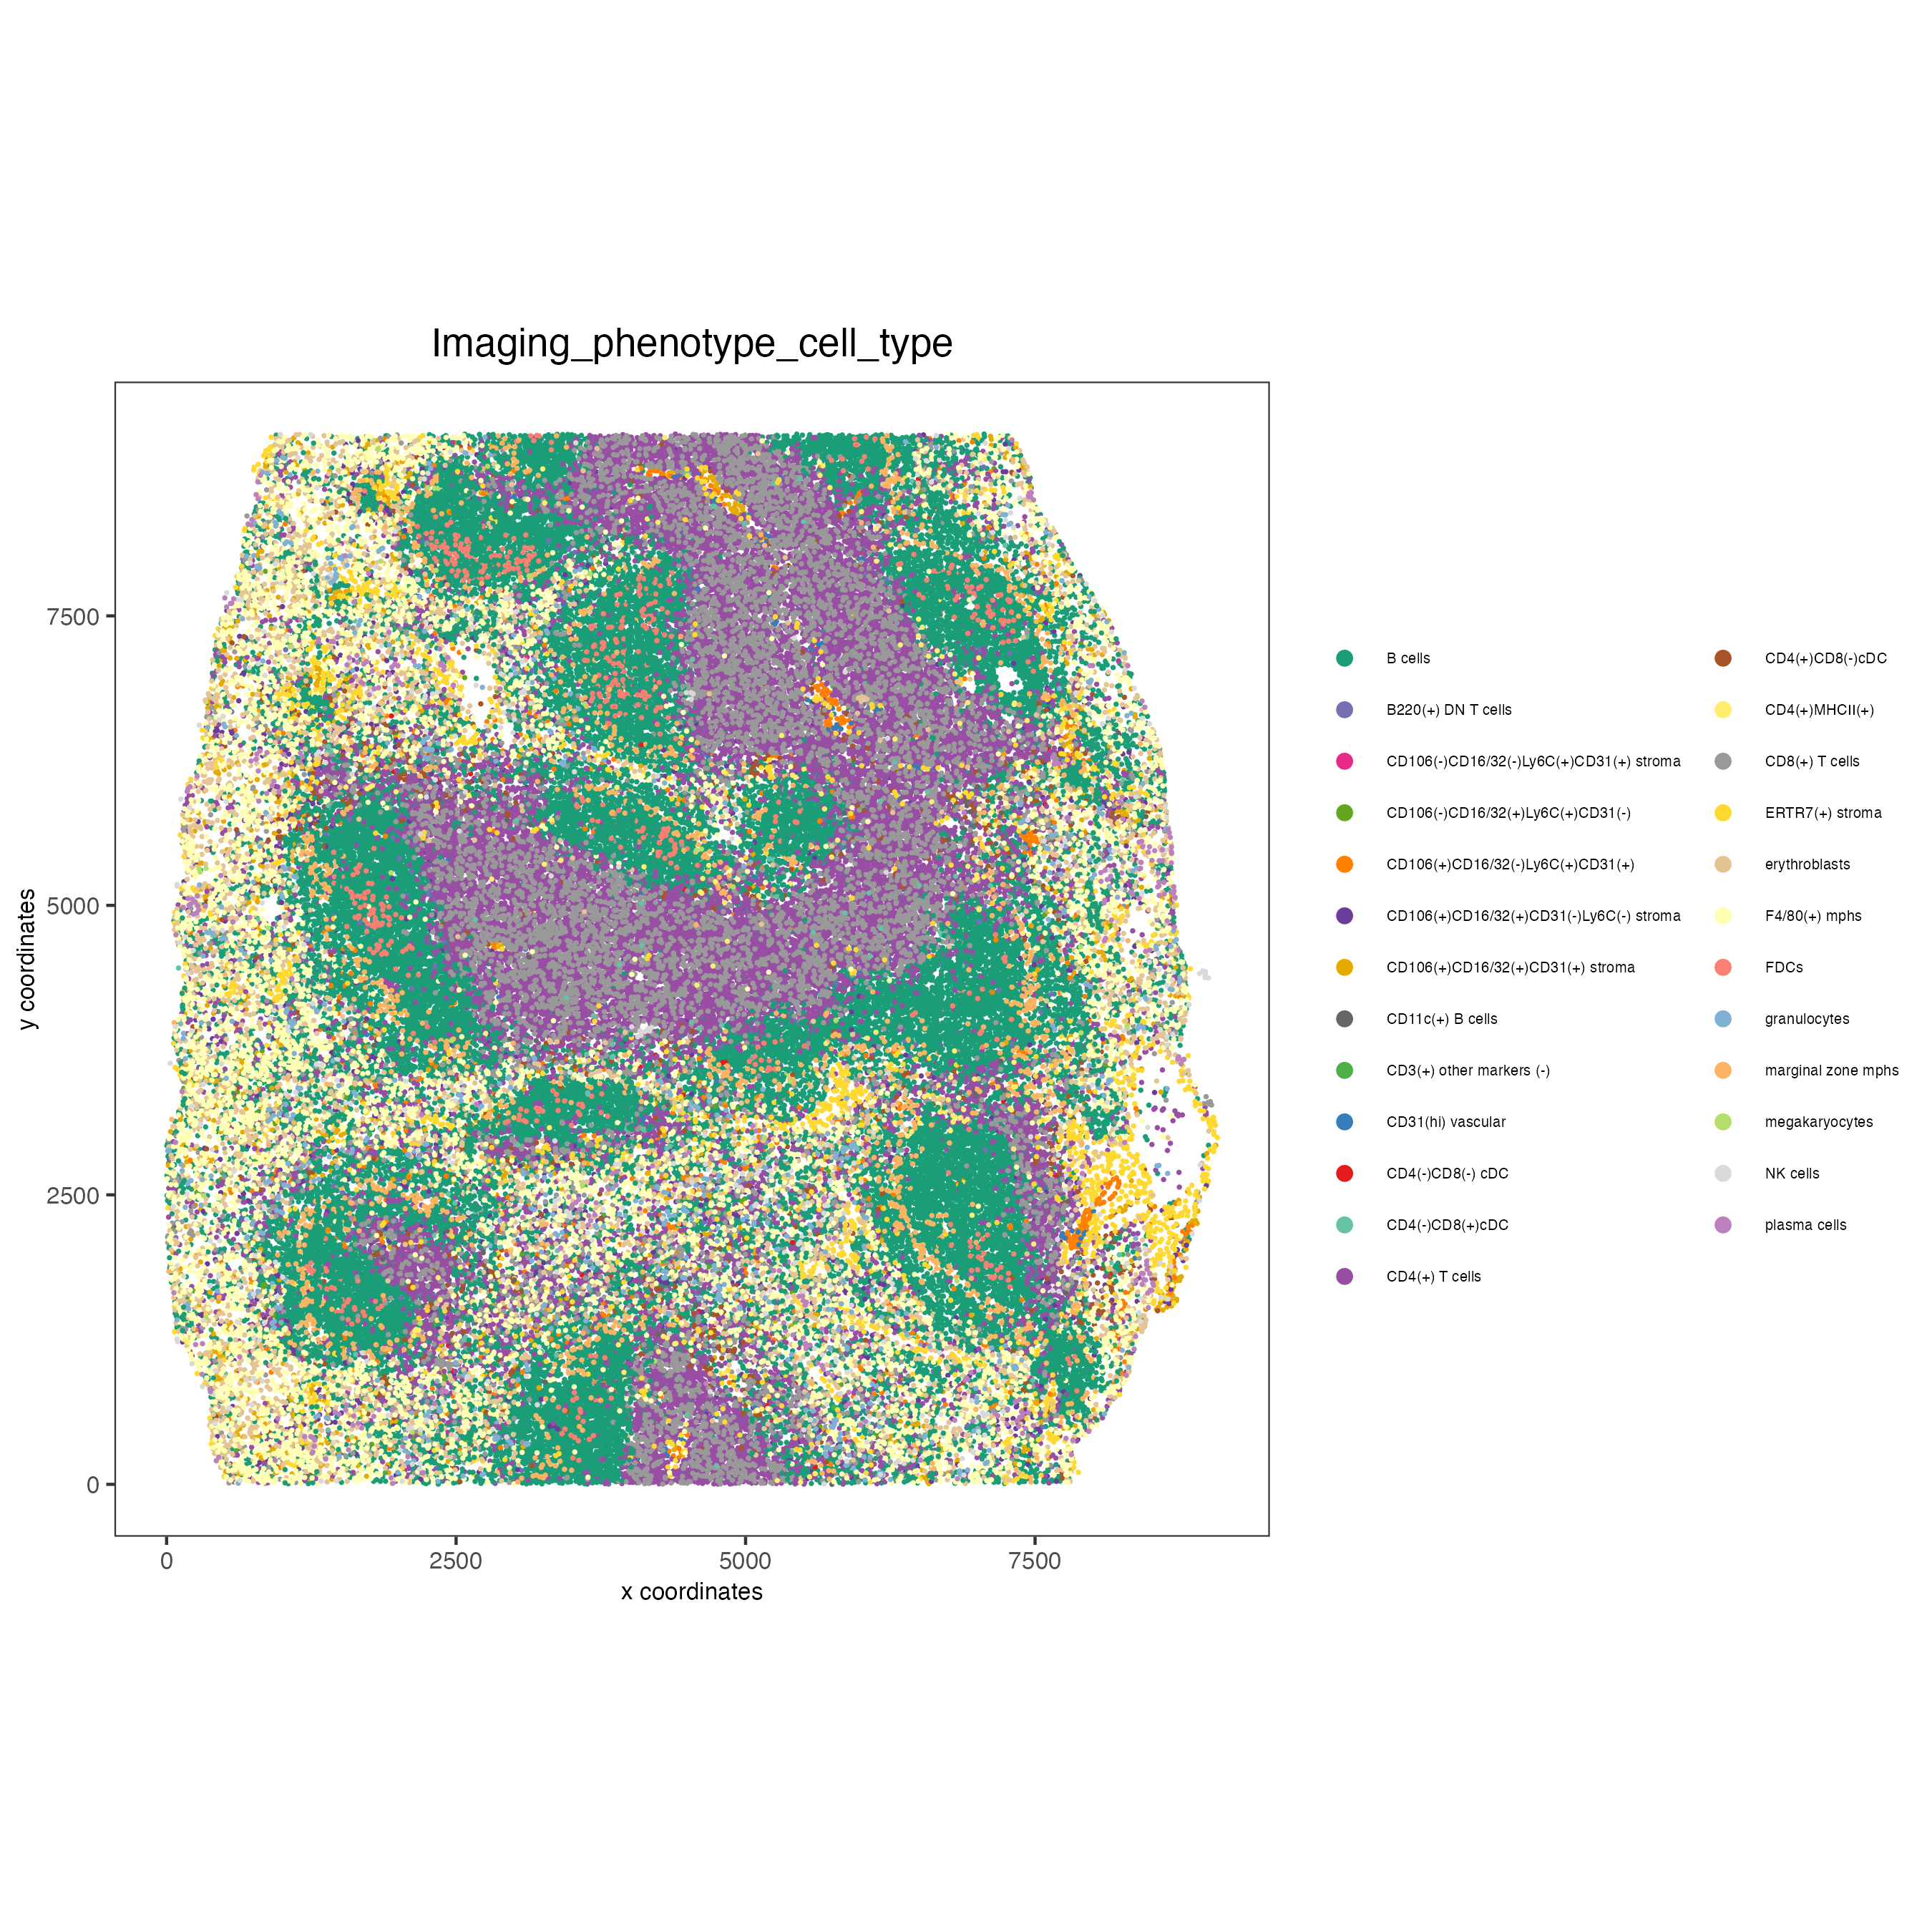 Imaging_phenotype_cell_type
7500
5000
2500
0
y coordinates
0 2500 5000 7500
x coordinates
B cells
B220(+) DN T cells
CD106(-)CD16/32(-)Ly6C(+)CD31(+) stroma
CD106(-)CD16/32(+)Ly6C(+)CD31(-)
CD106(+)CD16/32(-)Ly6C(+)CD31(+)
CD106(+)CD16/32(+)CD31(-)Ly6C(-) stroma
CD106(+)CD16/32(+)CD31(+) stroma
CD11c(+) B cells
CD3(+) other markers (-)
CD31(hi) vascular
CD4(-)CD8(-) cDC
CD4(-)CD8(+)cDC
CD4(+) T cells
CD4(+)CD8(-)cDC
CD4(+)MHCII(+)
CD8(+) T cells
ERTR7(+) stroma
erythroblasts
F4/80(+) mphs
FDCs
granulocytes
marginal zone mphs
megakaryocytes
NK cells
plasma cells